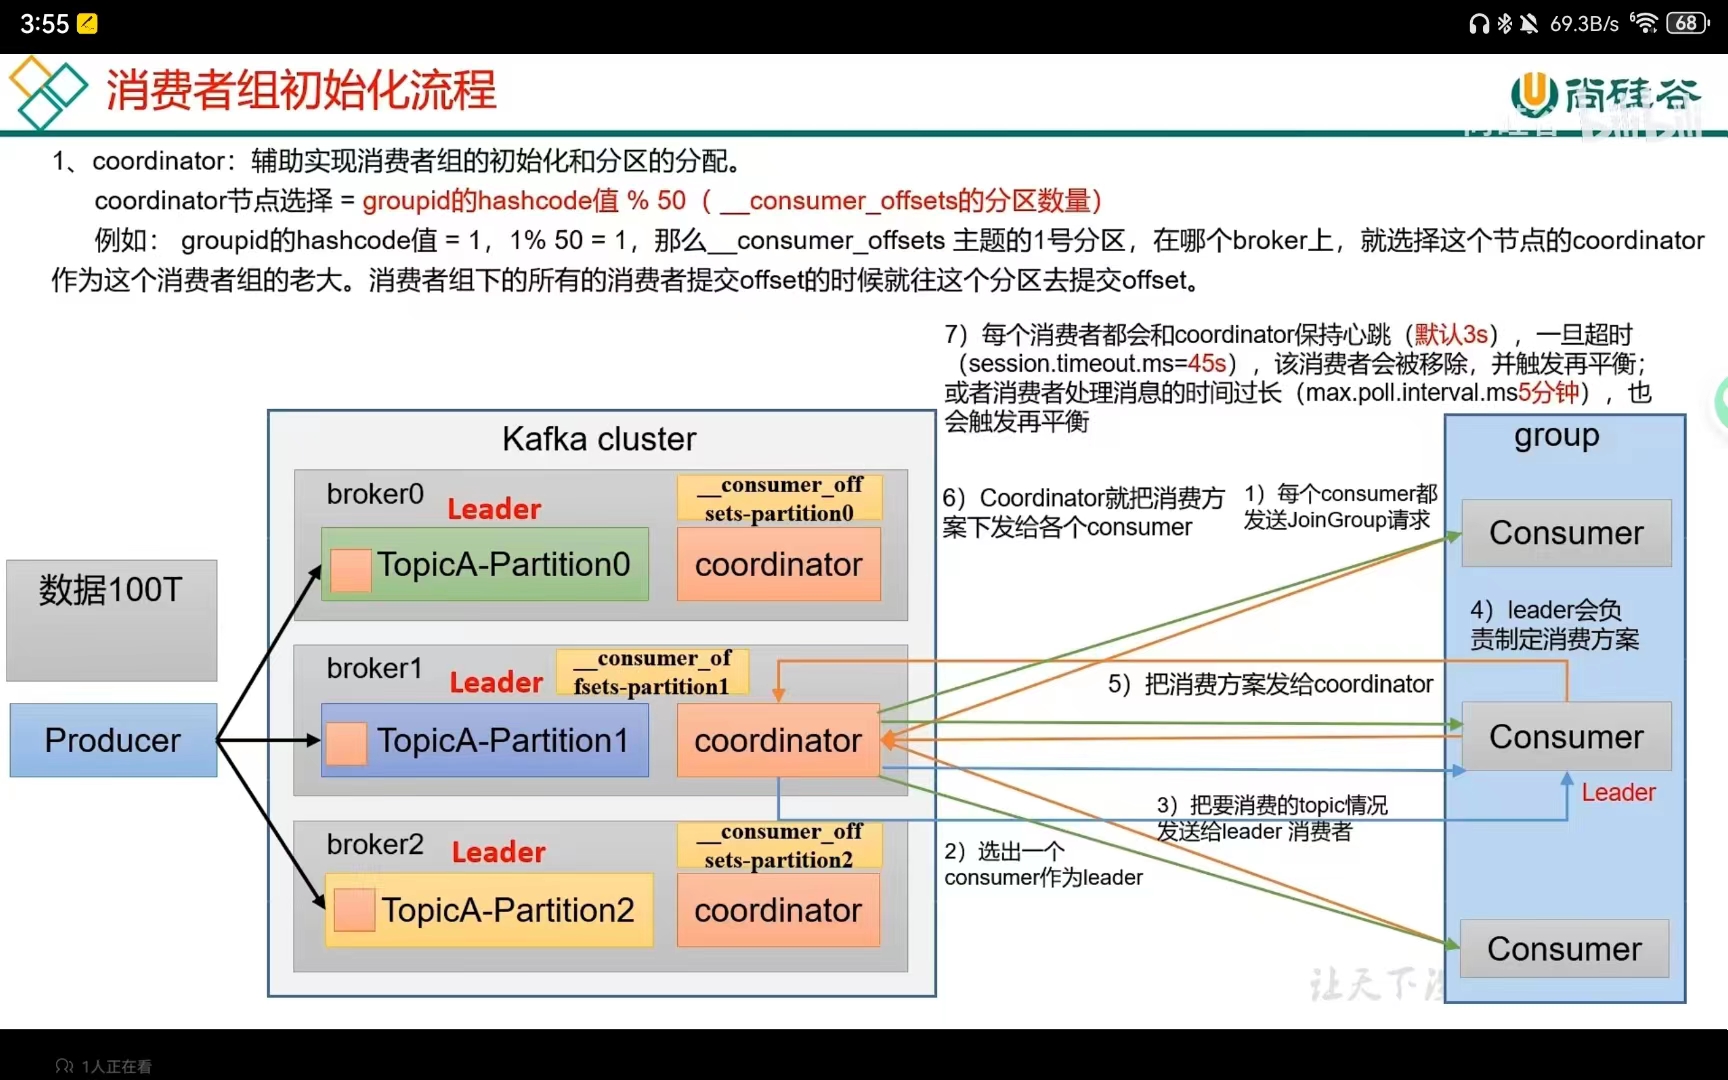 3:55
69.3B/s
6
68
消费者组初始化流程
尚硅谷
1、coordinator：辅助实现消费者组的初始化和分区的分配。
coordinator节点选择 = groupid的hashcode值 % 50（ __consumer_offsets的分区数量）
例如： groupid的hashcode值 = 1，1% 50 = 1，那么__consumer_offsets 主题的1号分区，在哪个broker上，就选择这个节点的coordinator
作为这个消费者组的老大。消费者组下的所有的消费者提交offset的时候就往这个分区去提交offset。
7）每个消费者都会和coordinator保持心跳（默认3s），一旦超时
（session.timeout.ms=45s），该消费者会被移除，并触发再平衡；
或者消费者处理消息的时间过长（max.poll.interval.ms5分钟），也
会触发再平衡
Kafka cluster
group
broker0
Leader
__consumer_off
sets-partition0
TopicA-Partition0
coordinator
6）Coordinator就把消费方
案下发给各个consumer
1）每个consumer都
发送JoinGroup请求
Consumer
数据100T
4）leader会负
责制定消费方案
broker1
Leader
__consumer_of
fsets-partition1
5）把消费方案发给coordinator
Producer
TopicA-Partition1
coordinator
Consumer
Leader
3）把要消费的topic情况
发送给leader 消费者
broker2
Leader
__consumer_off
sets-partition2
2）选出一个
consumer作为leader
TopicA-Partition2
coordinator
Consumer
让天下没
1人正在看